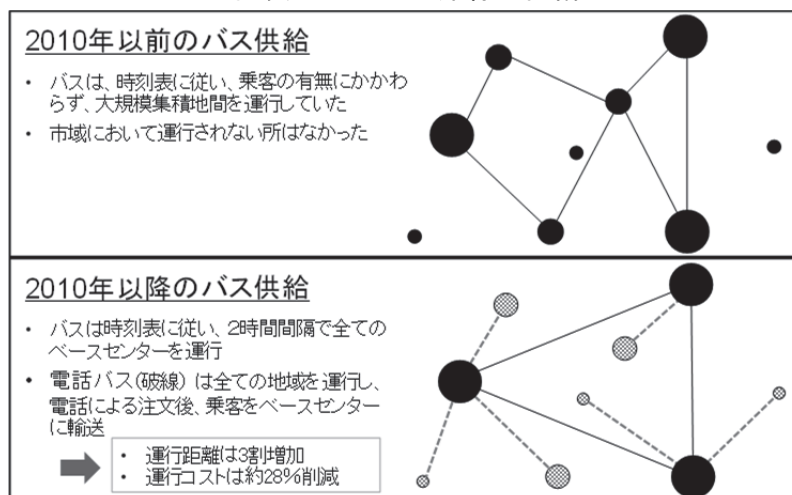 2010年以前のバス供給
・ バスは、時刻表に従い、乗客の有無にかかわ
らず、大規模集積地間を運行していた
・ 市域において運行されない所はなかった
2010年以降のバス供給
・ バスは時刻表に従い、2時間間隔で全ての
ベースセンターを運行
・ 電話バス(破線)は全ての地域を運行し、
電話による注文後、乗客をベースセンター
に輸送
・ 運行距離は3割増加
・ 運行コストは約28%削減